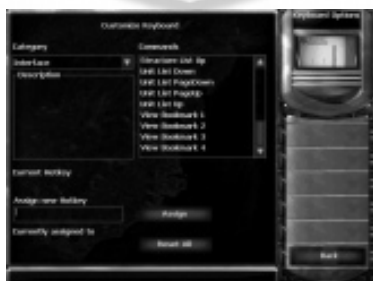 Keyboard Options
Customize Keyboard
Category
Commands
Interface
Description
Structure List Up
Unit List Down
Unit List PageDown
Unit List PageUp
Unit List Up
View Bookmark 1
View Bookmark 2
View Bookmark 3
View Bookmark 4
Current Hotkey
Assign new Hotkey
Assign
Currently assigned to
Reset All
Back